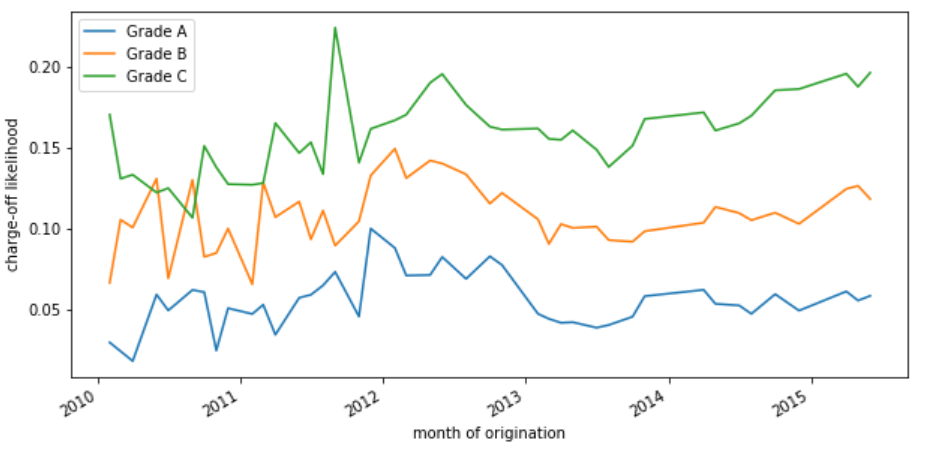 Grade A
Grade B
Grade C
0.20
0.15
0.10
0.05
charge-off likelihood
2010
2011
2012
2013
2014
2015
month of origination